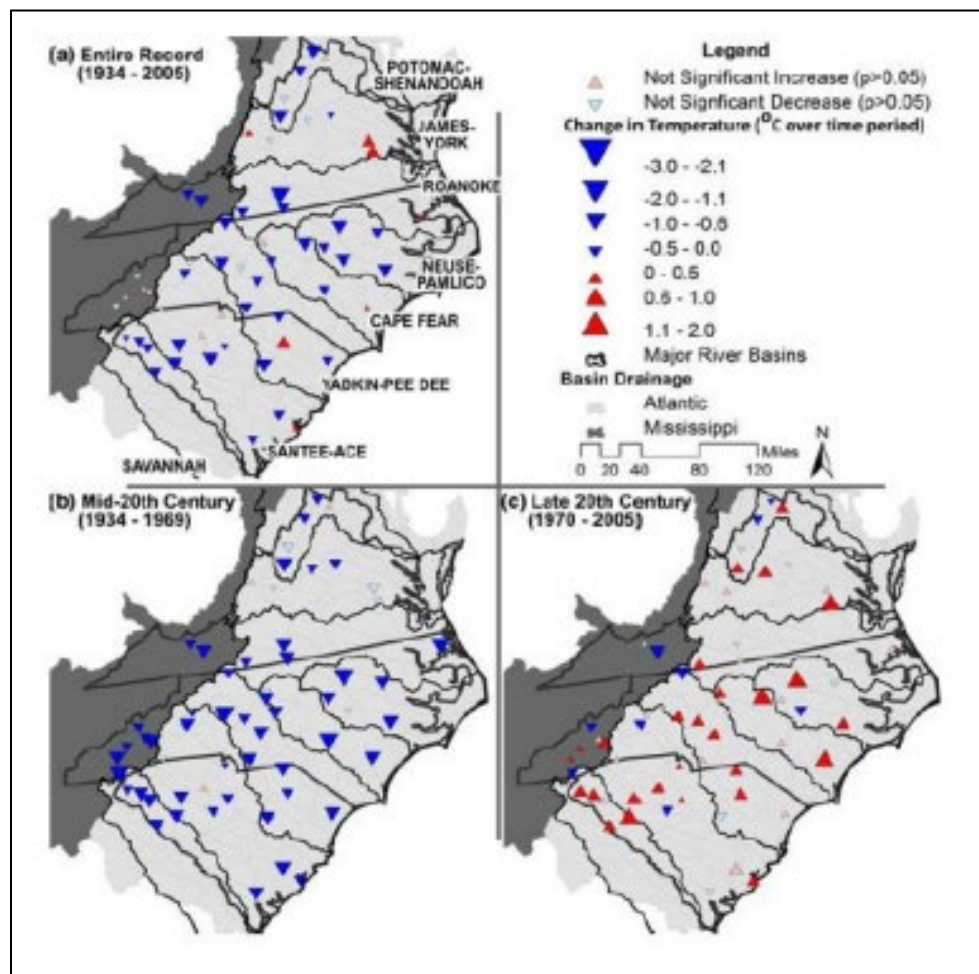 (a) Entire Record
(1934 - 2005)
POTOMAC-
SHENANDOAH
JAMES-
YORK
ROANOKE
NEUSE-
PAMLICO
CAPE FEAR
YADKIN-PEE DEE
SANTEE-ACE
SAVANNAH
Legend
Not Significant Increase (p>0.05)
Not Signficant Decrease (p>0.05)
Change in Temperature (°C over time period)
-3.0 - -2.1
-2.0 - -1.1
-1.0 - -0.6
-0.5 - 0.0
0 - 0.5
0.6 - 1.0
1.1 - 2.0
Major River Basins
Basin Drainage
Atlantic
Mississippi
N
Miles
0 10 20 40 80 120
(b) Mid-20th Century
(1934 - 1969)
(c) Late 20th Century
(1970 - 2005)